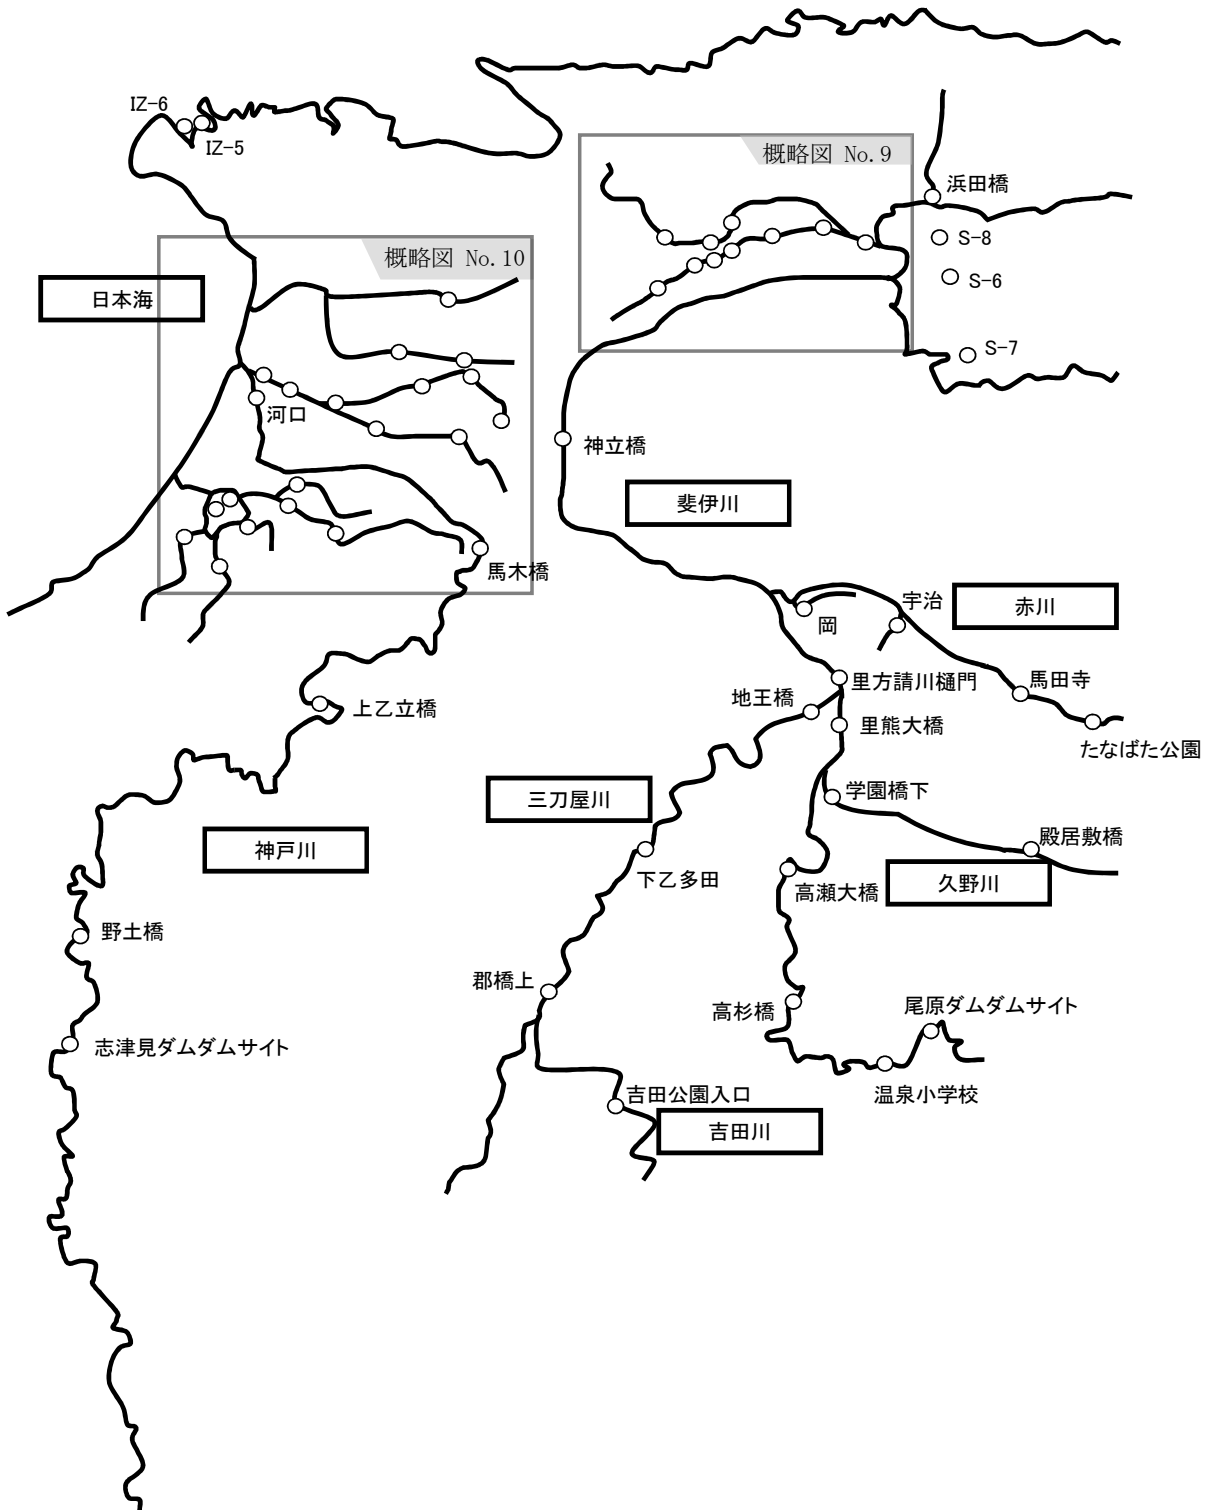 IZ-6
IZ-5
概略図 No.9
浜田橋
S-8
S-6
S-7
概略図 No.10
日本海
河口
神立橋
斐伊川
馬木橋
宇治
赤川
岡
里方請川樋門
馬田寺
地王橋
里熊大橋
上乙立橋
たなばた公園
三刀屋川
学園橋下
神戸川
殿居敷橋
下乙多田
高瀬大橋
久野川
野土橋
郡橋上
高杉橋
尾原ダムダムサイト
志津見ダムダムサイト
温泉小学校
吉田公園入口
吉田川